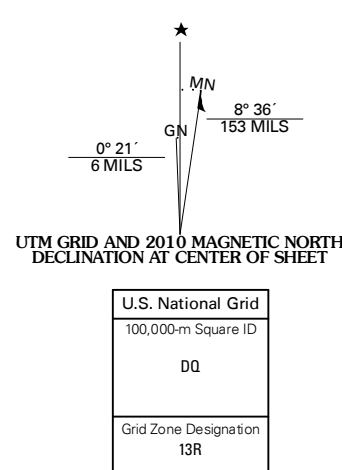 MN
8° 36´
153 MILS
GN
0° 21´
6 MILS
UTM GRID AND 2010 MAGNETIC NORTH
DECLINATION AT CENTER OF SHEET
U.S. National Grid
100,000-m Square ID
DQ
Grid Zone Designation
13R